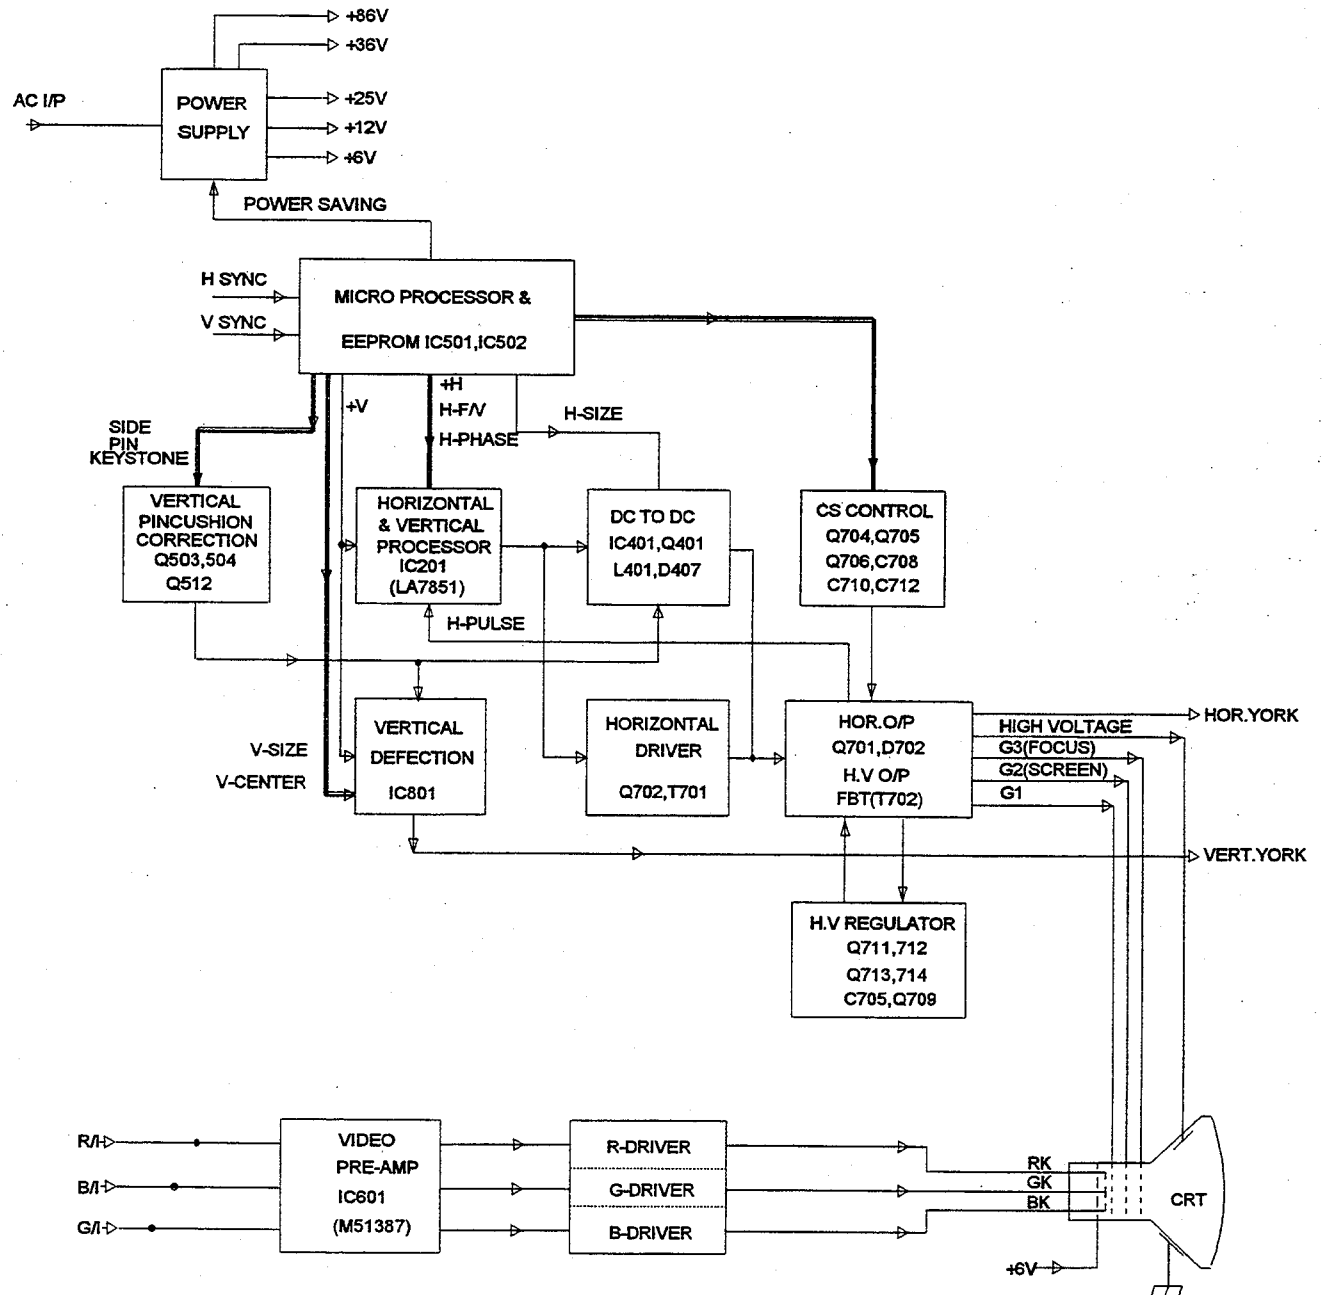 +86V
+36V
AC I/P
POWER
SUPPLY
+25V
+12V
+6V
POWER SAVING
H SYNC
V SYNC
MICRO PROCESSOR &
EEPROM IC501,IC502
+V
+H
H-F/V
H-PHASE
H-SIZE
SIDE
PIN
KEYSTONE
VERTICAL
PINCUSHION
CORRECTION
Q503,504
Q512
HORIZONTAL
& VERTICAL
PROCESSOR
IC201
(LA7851)
DC TO DC
IC401,Q401
L401,D407
CS CONTROL
Q704,Q705
Q706,C708
C710,C712
H-PULSE
V-SIZE
V-CENTER
VERTICAL
DEFECTION
IC801
HORIZONTAL
DRIVER
Q702,T701
HOR.O/P
Q701,D702
H.V O/P
FBT(T702)
HOR.YORK
HIGH VOLTAGE
G3(FOCUS)
G2(SCREEN)
G1
VERT.YORK
H.V REGULATOR
Q711,712
Q713,714
C705,Q709
R/I
B/I
G/I
VIDEO
PRE-AMP
IC601
(M51387)
R-DRIVER
G-DRIVER
B-DRIVER
RK
GK
BK
CRT
+6V